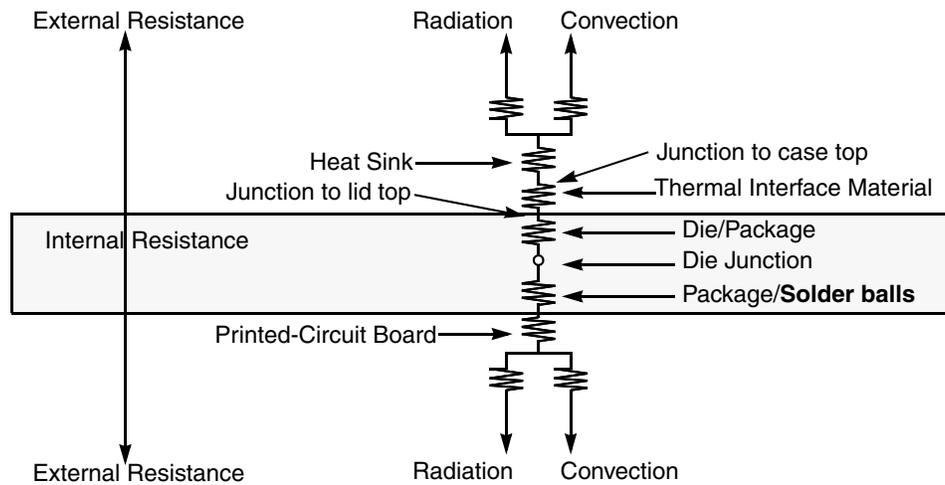 External Resistance
Radiation
Convection
Heat Sink
Junction to case top
Junction to lid top
Thermal Interface Material
Internal Resistance
Die/Package
Die Junction
Package/Solder balls
Printed-Circuit Board
External Resistance
Radiation
Convection